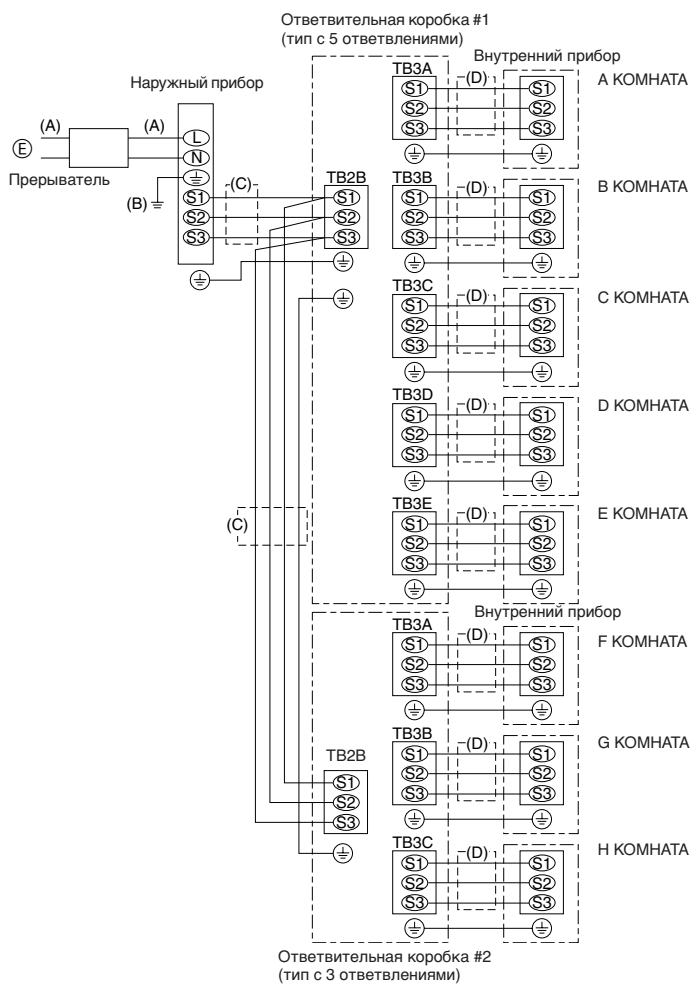 Ответвительная коробка #1
(тип с 5 ответвлениями)
Внутренний прибор
Наружный прибор
TB3A
(D)
A КОМНАТА
S1
S1
S2
S2
S3
S3
(A)
(A)
L
N
E
Прерыватель
(B)
(C)
S1
S2
S3
TB2B
S1
S2
S3
TB3B
(D)
B КОМНАТА
S1
S1
S2
S2
S3
S3
TB3C
(D)
C КОМНАТА
S1
S1
S2
S2
S3
S3
TB3D
(D)
D КОМНАТА
S1
S1
S2
S2
S3
S3
TB3E
(D)
E КОМНАТА
S1
S1
S2
S2
S3
S3
(C)
Внутренний прибор
TB3A
(D)
F КОМНАТА
S1
S1
S2
S2
S3
S3
TB2B
S1
S2
S3
TB3B
(D)
G КОМНАТА
S1
S1
S2
S2
S3
S3
TB3C
(D)
H КОМНАТА
S1
S1
S2
S2
S3
S3
Ответвительная коробка #2
(тип с 3 ответвлениями)